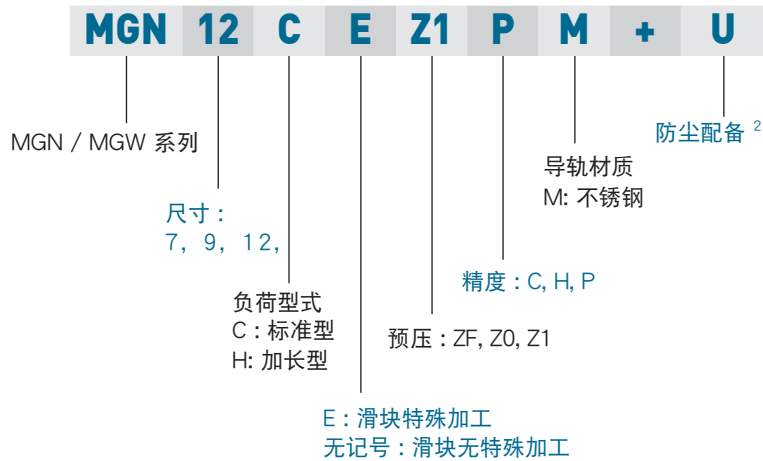 MGN 12 C E Z1 P M + U
MGN / MGW 系列
防尘配备 2
导轨材质
M: 不锈钢
尺寸：
7， 9， 12，
精度：C, H, P
负荷型式
C：标准型
H: 加长型
预压：ZF, Z0, Z1
E：滑块特殊加工
无记号：滑块无特殊加工